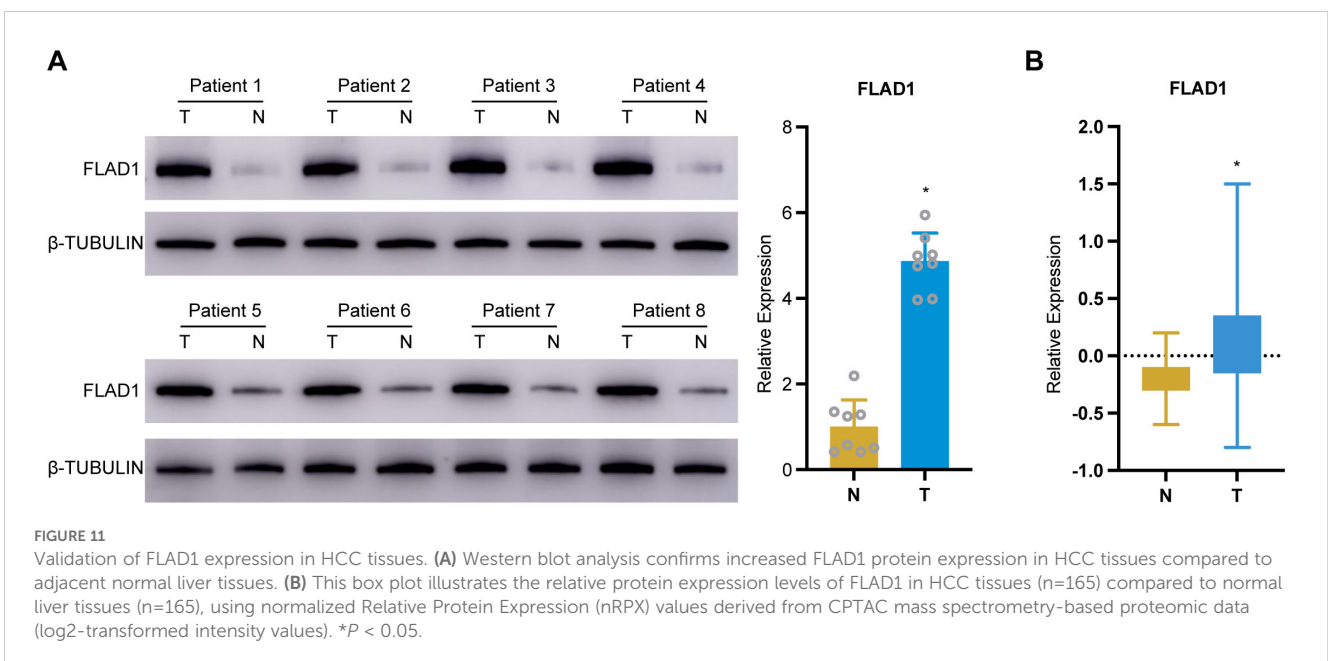 A
Patient 1 Patient 2 Patient 3 Patient 4
T N T N T N T N
FLAD1
β-TUBULIN
Patient 5 Patient 6 Patient 7 Patient 8
T N T N T N T N
FLAD1
β-TUBULIN
FLAD1
Relative Expression
8
6
4
2
0
*
N T
B
FLAD1
Relative Expression
2.0
1.5
1.0
0.5
0.0
-0.5
-1.0
*
N T
FIGURE 11
Validation of FLAD1 expression in HCC tissues. (A) Western blot analysis confirms increased FLAD1 protein expression in HCC tissues compared to
adjacent normal liver tissues. (B) This box plot illustrates the relative protein expression levels of FLAD1 in HCC tissues (n=165) compared to normal
liver tissues (n=165), using normalized Relative Protein Expression (nRPX) values derived from CPTAC mass spectrometry-based proteomic data
(log2-transformed intensity values). *P < 0.05.